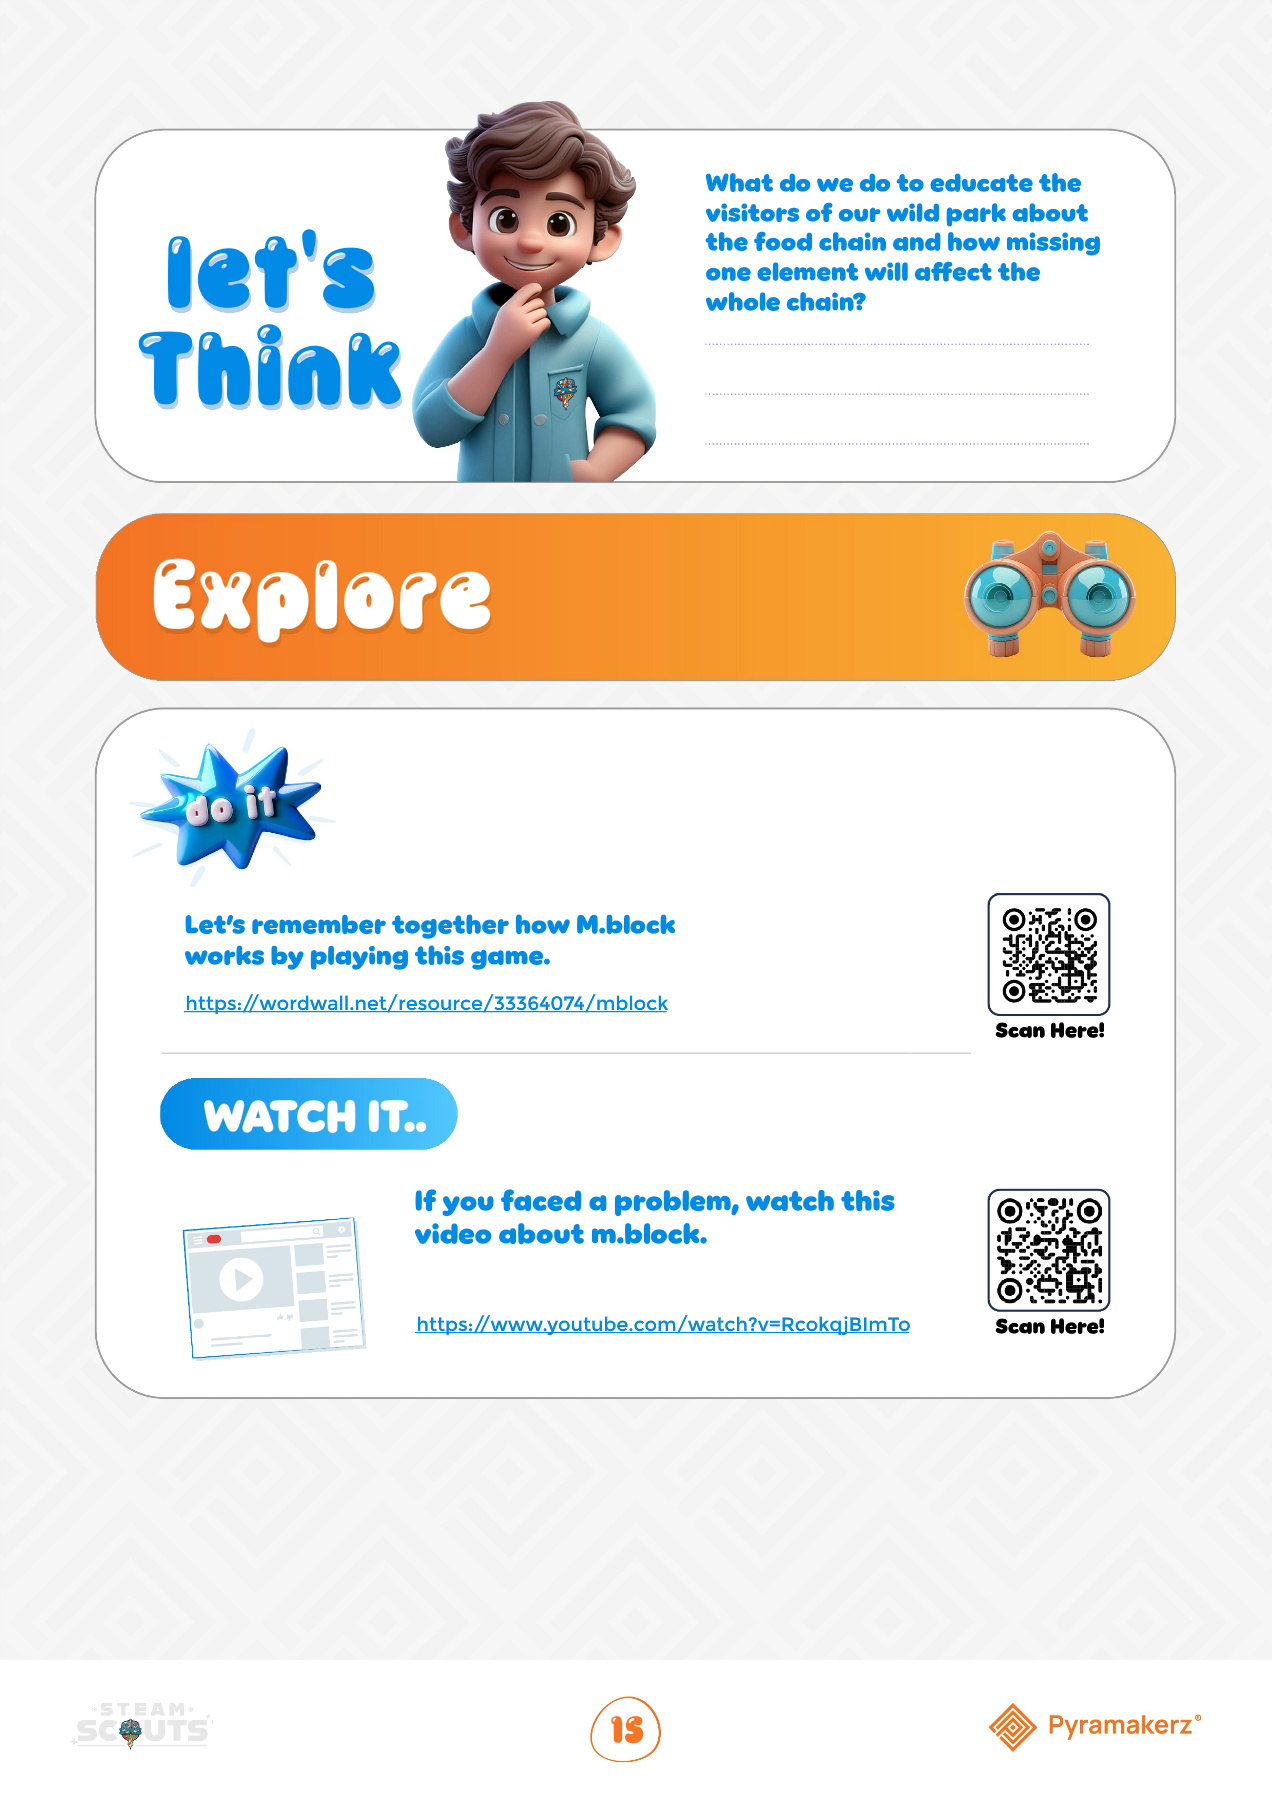 let's
Think
What do we do to educate the
visitors of our wild park about
the food chain and how missing
one element will affect the
whole chain?
Explore
do it
Let's remember together how M.block
works by playing this game.
https://wordwall.net/resource/33364074/mblock
Scan Here!
WATCH IT..
If you faced a problem, watch this
video about m.block.
https://www.youtube.com/watch?v=RcokqjBImTo
Scan Here!
STEAM
SCOUTS
15
Pyramakerz®